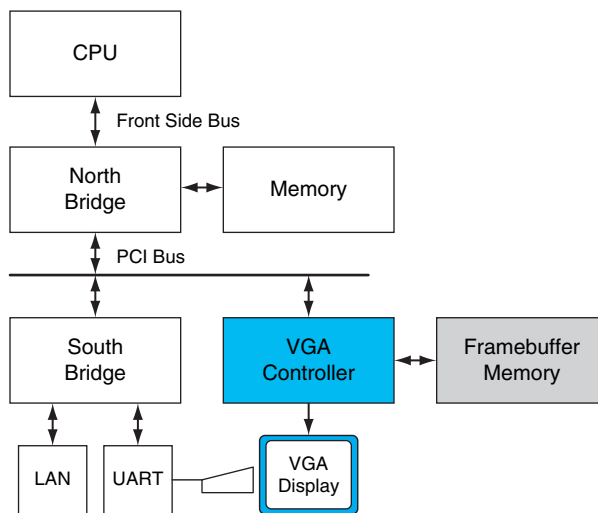 CPU
Front Side Bus
North
Bridge
Memory
PCI Bus
South
Bridge
VGA
Controller
Framebuffer
Memory
LAN
UART
VGA
Display